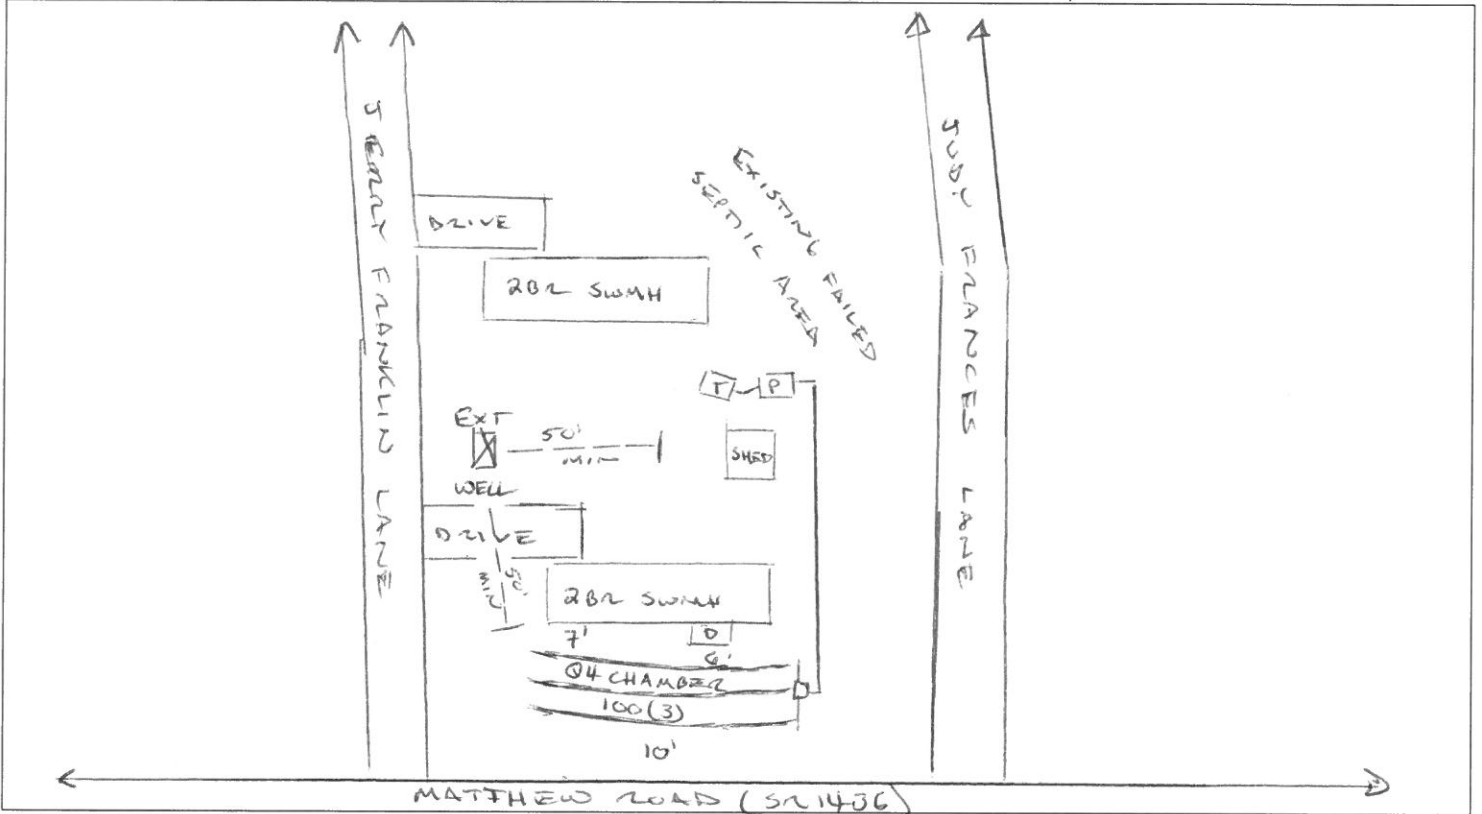 JERRY FRANKLIN LANE
JUDY FRANCES LANE
EXISTING FAILED
SEPTIC AREA
DRIVE
2BR SWMH
T
P
EXT
50'
MIN
SHED
WELL
DRIVE
50'
MIN
2BR SWMH
7'
D
6'
Q4 CHAMBER
100(3)
10'
MATTHEW ROAD (SR1436)